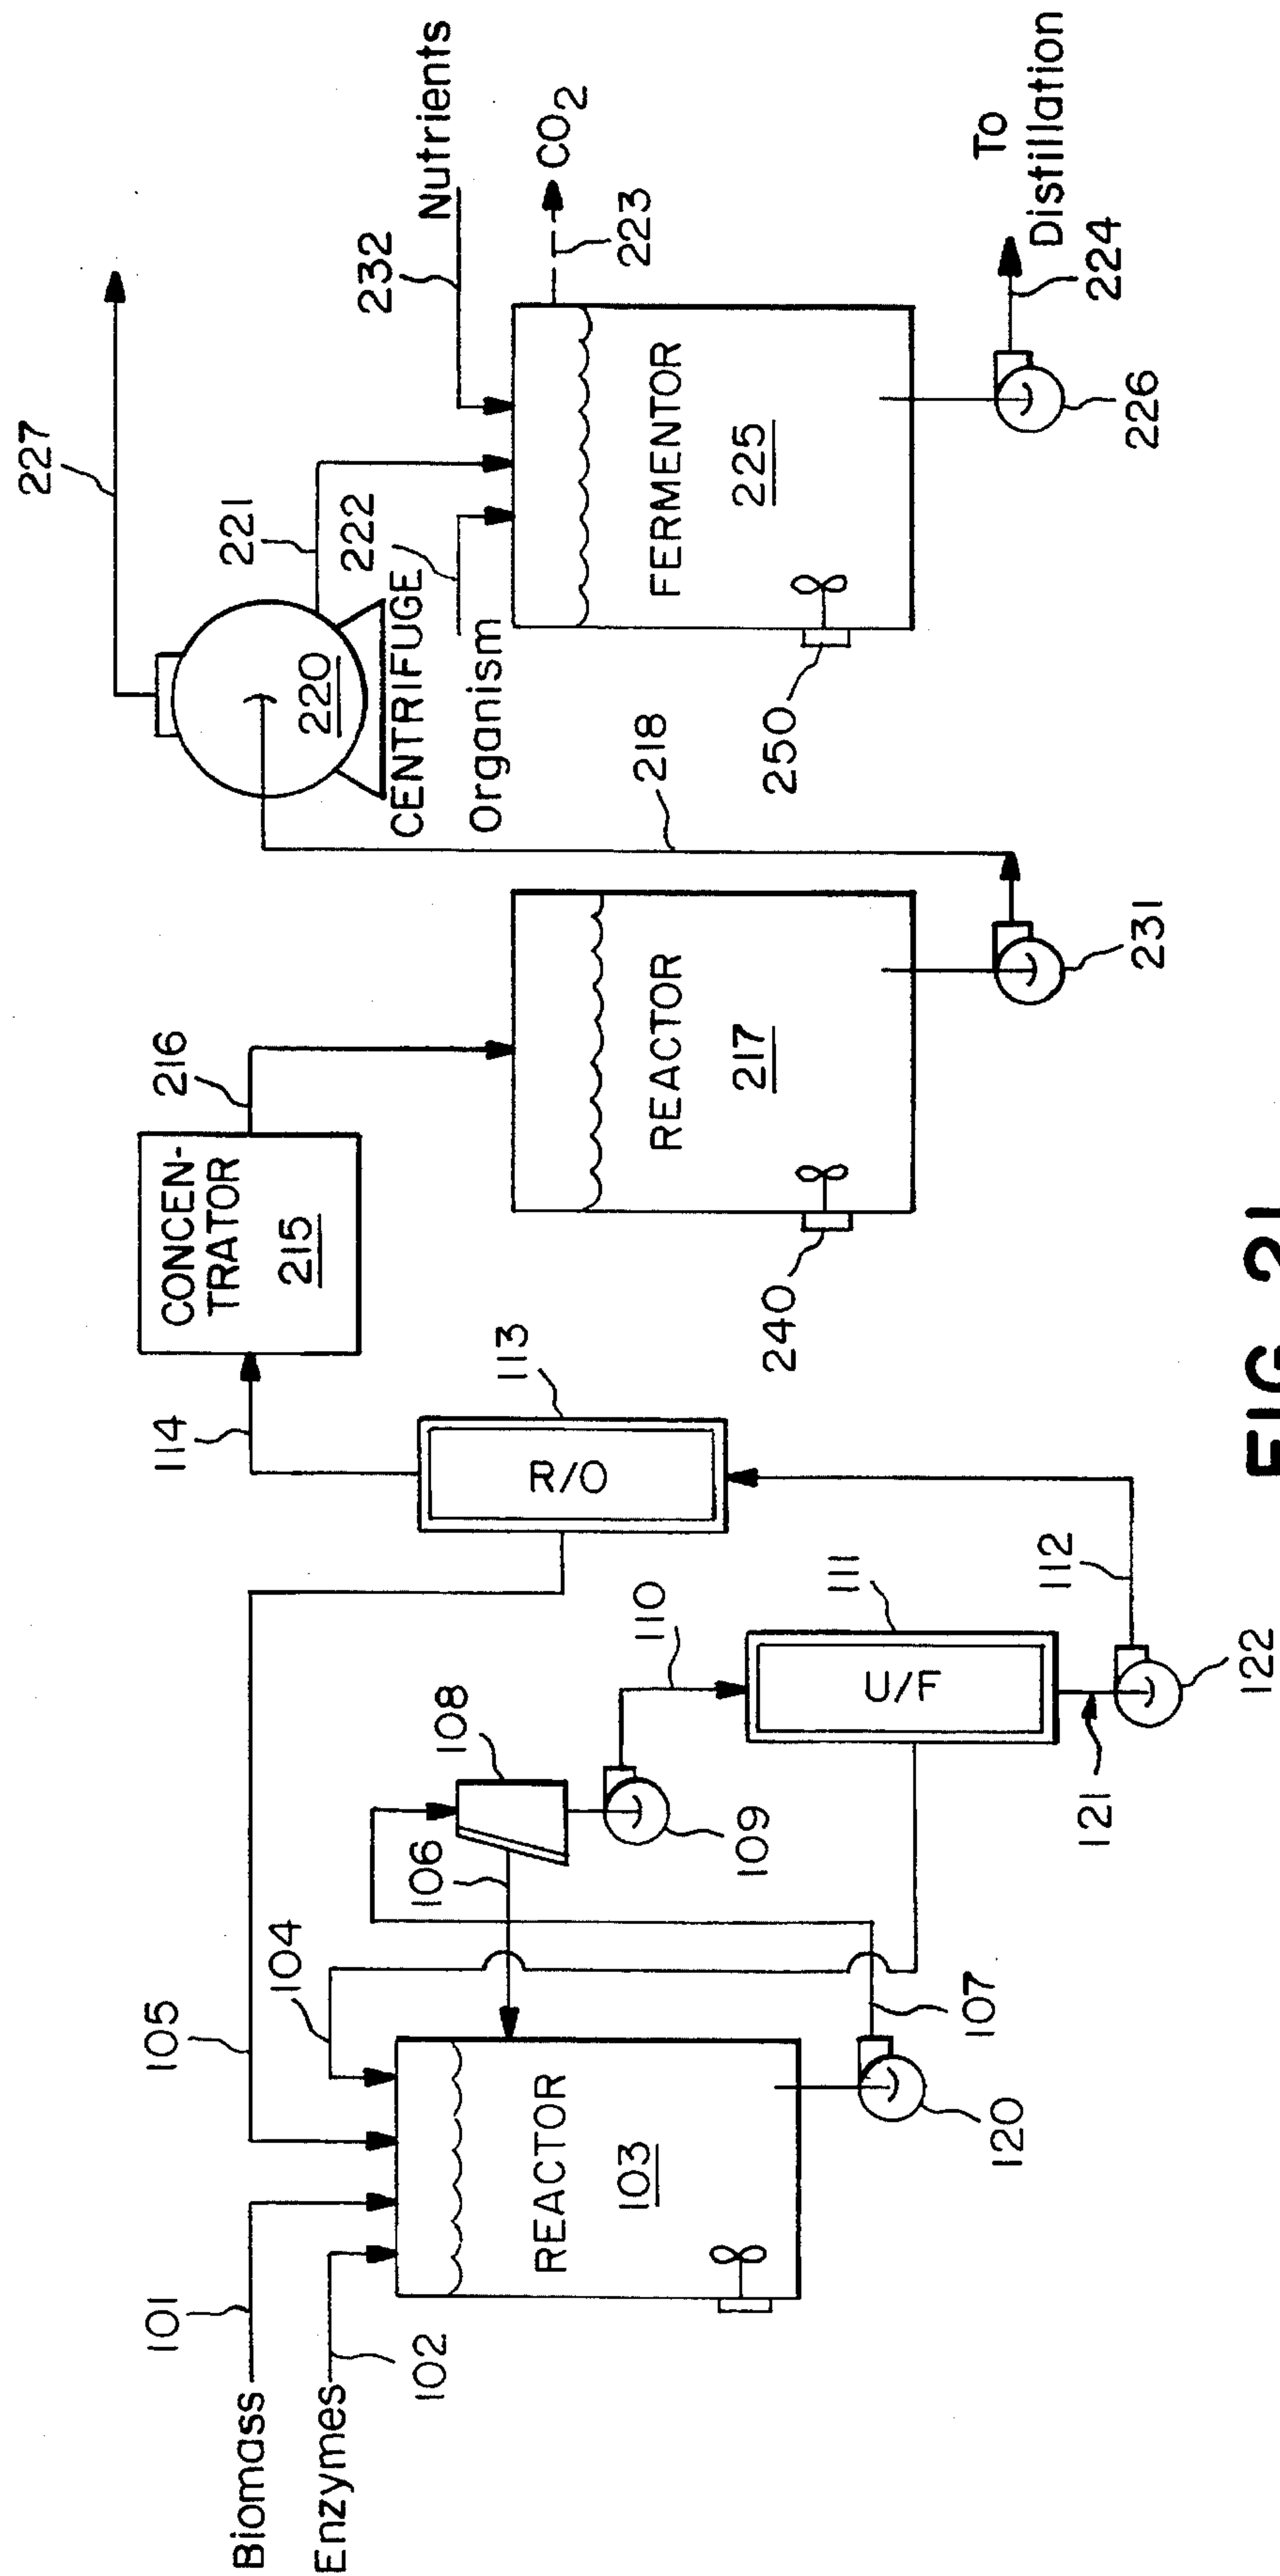 227
221
222
CENTRIFUGE
220
Organism
232
Nutrients
CO2
223
FERMENTOR
225
250
To
Distillation
224
226
218
216
CONCEN-
TRATOR
215
REACTOR
217
240
231
114
113
R/O
112
110
111
U/F
121
122
108
106
109
104
105
107
120
REACTOR
103
101
Biomass
102
Enzymes
FIG. 21